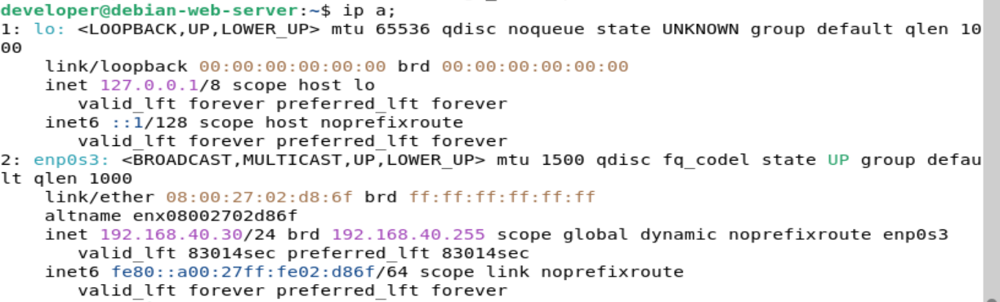 developer@debian-web-server:~$ ip a;
1: lo: <LOOPBACK,UP,LOWER_UP> mtu 65536 qdisc noqueue state UNKNOWN group default qlen 10
00
    link/loopback 00:00:00:00:00:00 brd 00:00:00:00:00:00
    inet 127.0.0.1/8 scope host lo
       valid_lft forever preferred_lft forever
    inet6 ::1/128 scope host noprefixroute
       valid_lft forever preferred_lft forever
2: enp0s3: <BROADCAST,MULTICAST,UP,LOWER_UP> mtu 1500 qdisc fq_codel state UP group defau
lt qlen 1000
    link/ether 08:00:27:02:d8:6f brd ff:ff:ff:ff:ff:ff
    altname enx08002702d86f
    inet 192.168.40.30/24 brd 192.168.40.255 scope global dynamic noprefixroute enp0s3
       valid_lft 83014sec preferred_lft 83014sec
    inet6 fe80::a00:27ff:fe02:d86f/64 scope link noprefixroute
       valid_lft forever preferred_lft forever